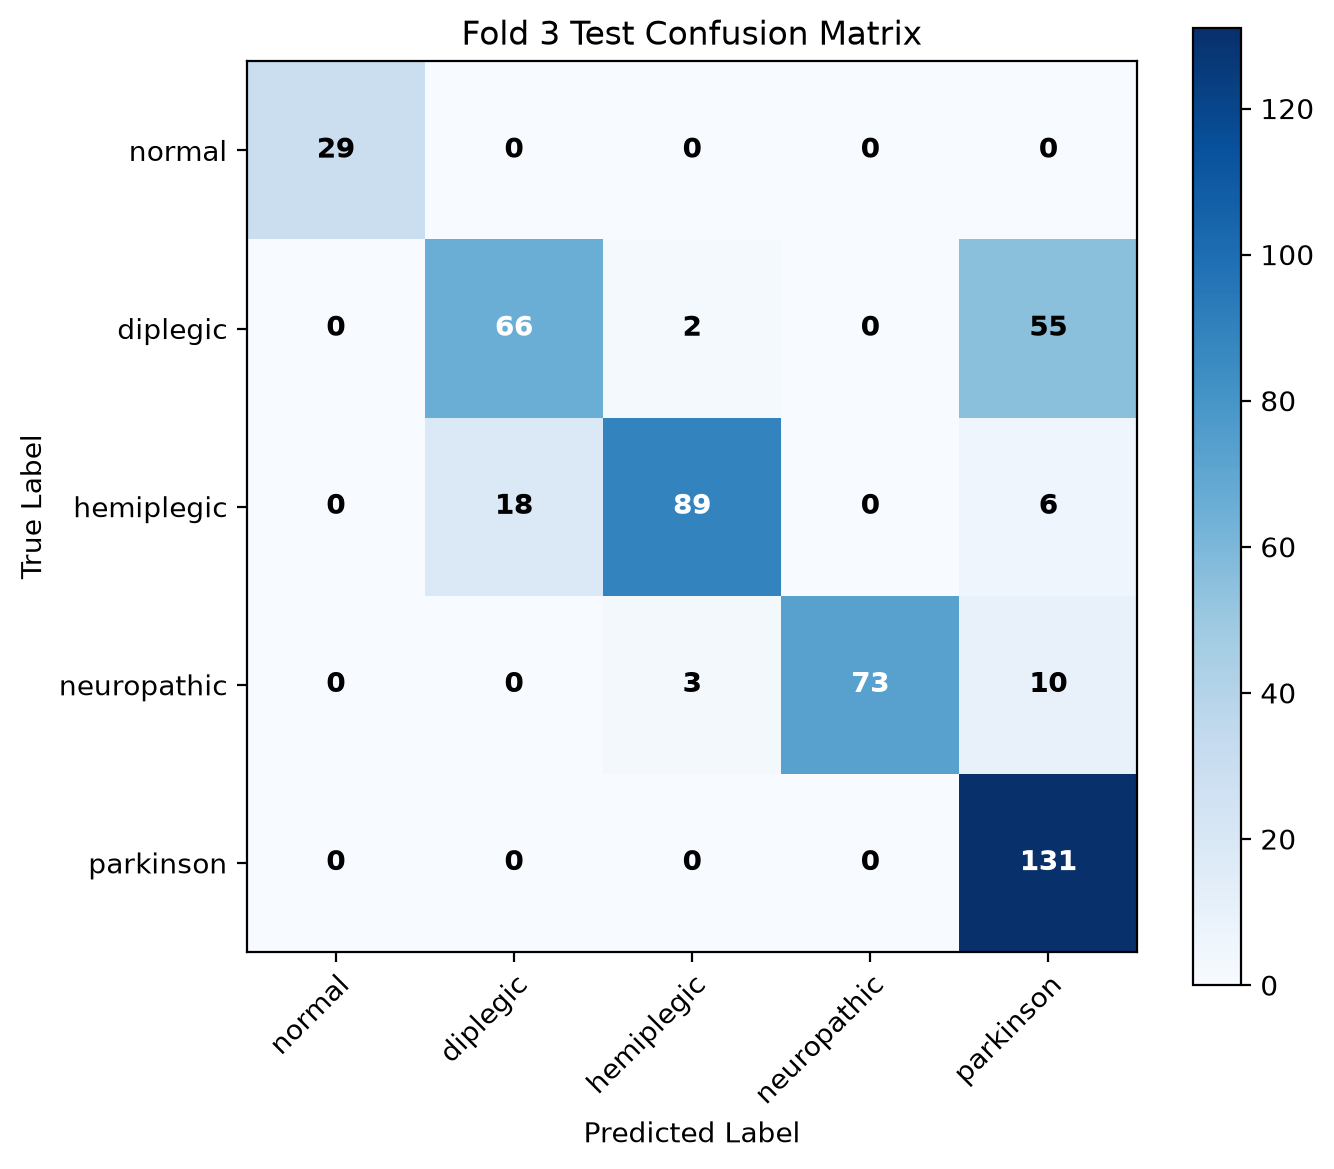 Fold 3 Test Confusion Matrix
normal 29 0 0 0 0
diplegic 0 66 2 0 55
hemiplegic 0 18 89 0 6
neuropathic 0 0 3 73 10
parkinson 0 0 0 0 131
normal diplegic hemiplegic neuropathic parkinson
Predicted Label
True Label
120
100
80
60
40
20
0